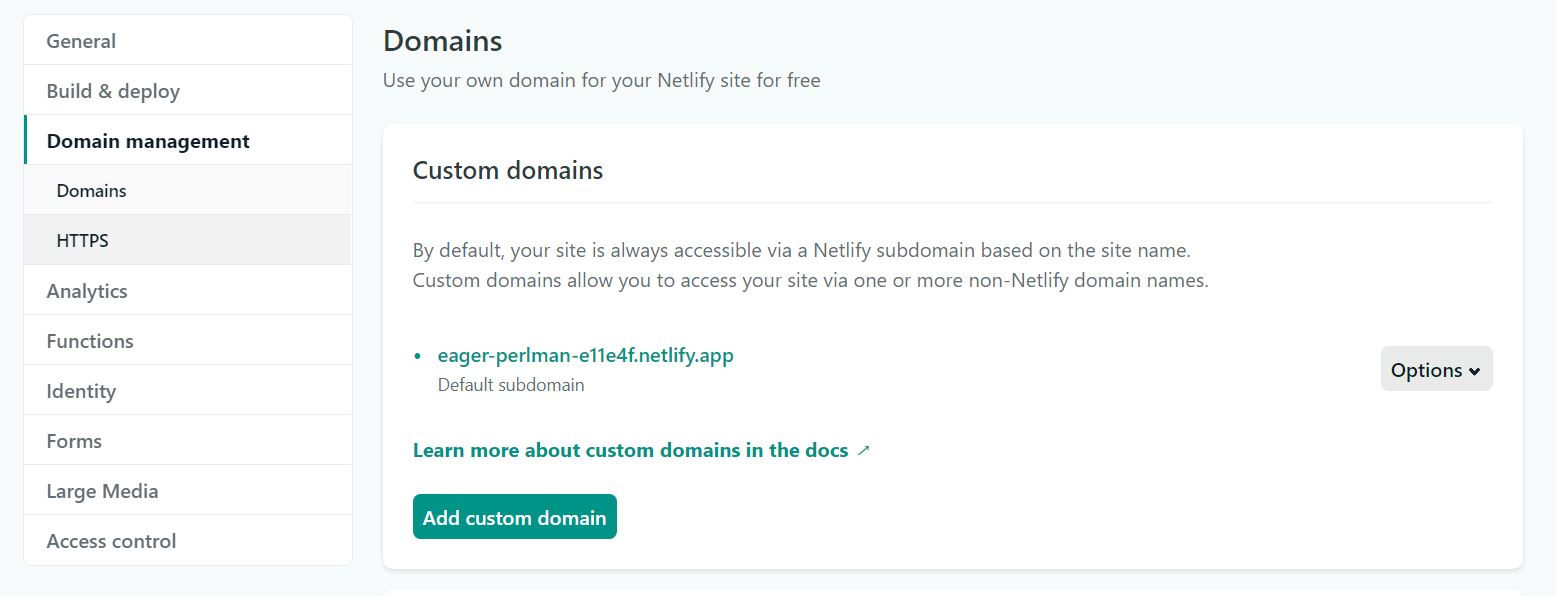 General
Build & deploy
Domain management
Domains
HTTPS
Analytics
Functions
Identity
Forms
Large Media
Access control
Domains
Use your own domain for your Netlify site for free
Custom domains
By default, your site is always accessible via a Netlify subdomain based on the site name.
Custom domains allow you to access your site via one or more non-Netlify domain names.
• eager-perlman-e11e4f.netlify.app
Default subdomain
Options
Learn more about custom domains in the docs ↗
Add custom domain